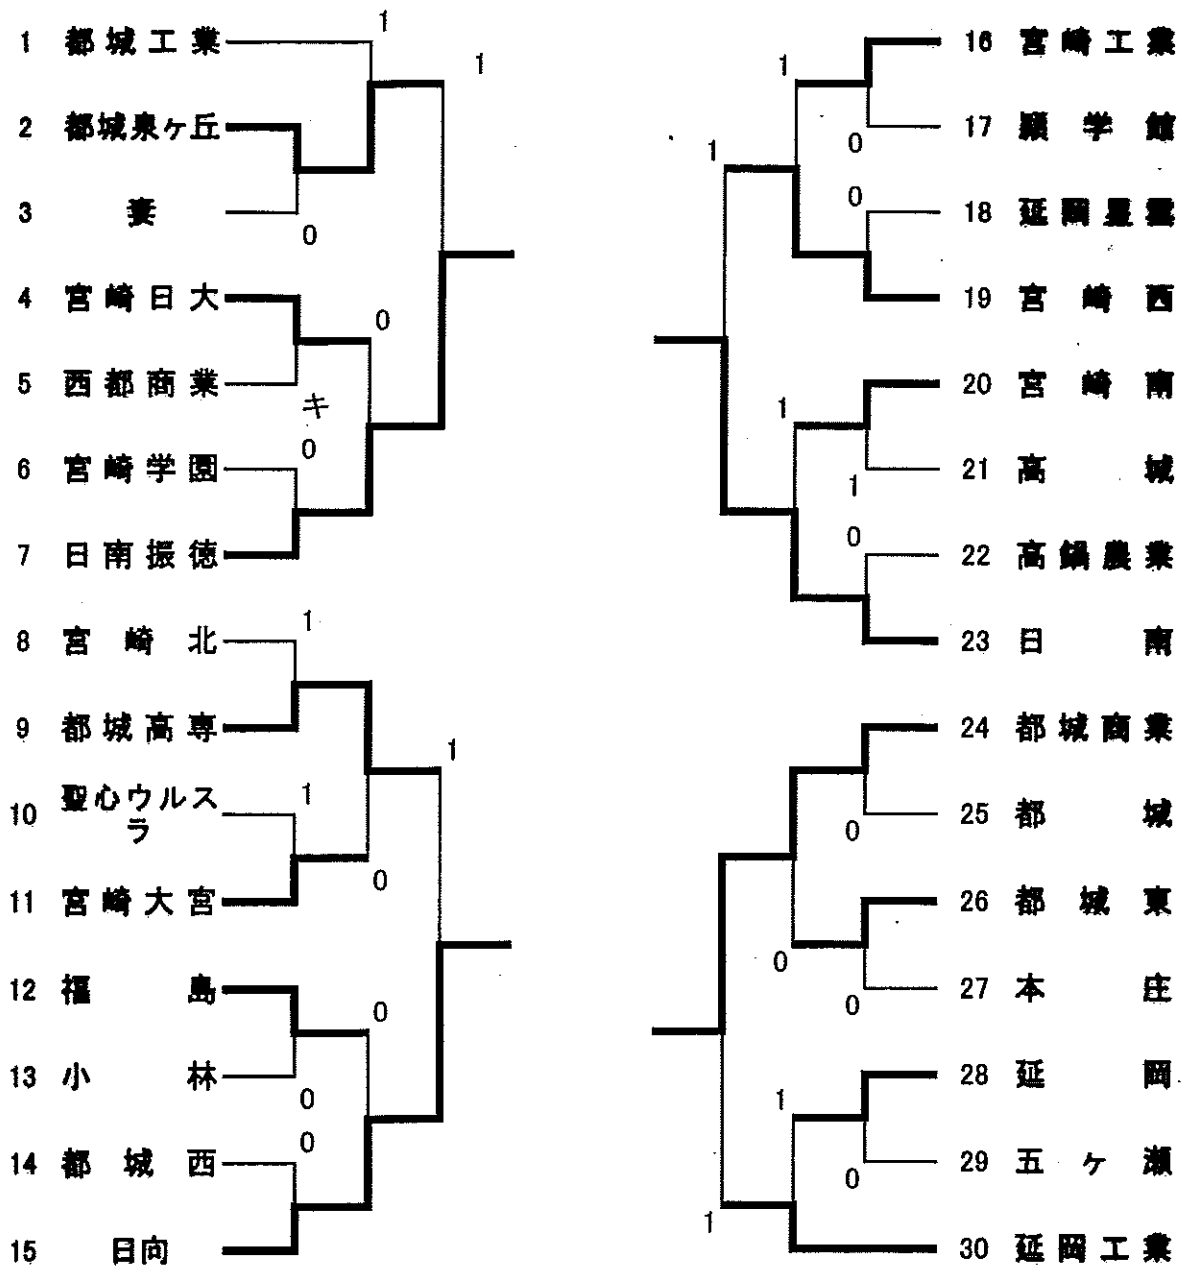 1 都城工業
2 都城泉ヶ丘
3 妻
4 宮崎日大
5 西都商業
6 宮崎学園
7 日南振徳
8 宮崎北
9 都城高専
10 聖心ウルス
ラ
11 宮崎大宮
12 福島
13 小林
14 都城西
15 日向
1
1
0
0
キ
0
1
1
1
0
0
0
0
16 宮崎工業
17 鵬学館
18 延岡星雲
19 宮崎西
20 宮崎南
21 高城
22 高鍋農業
23 日南
24 都城商業
25 都城
26 都城東
27 本庄
28 延岡
29 五ヶ瀬
30 延岡工業
1
0
1
0
1
1
0
0
0
0
1
0
1